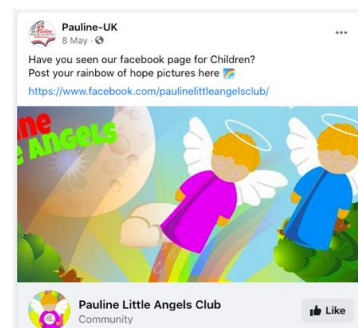 Pauline-UK
8 May
Have you seen our facebook page for Children?
Post your rainbow of hope pictures here
https://www.facebook.com/paulinelittleangelsclub/
ANGELS
Pauline Little Angels Club
Community
Like